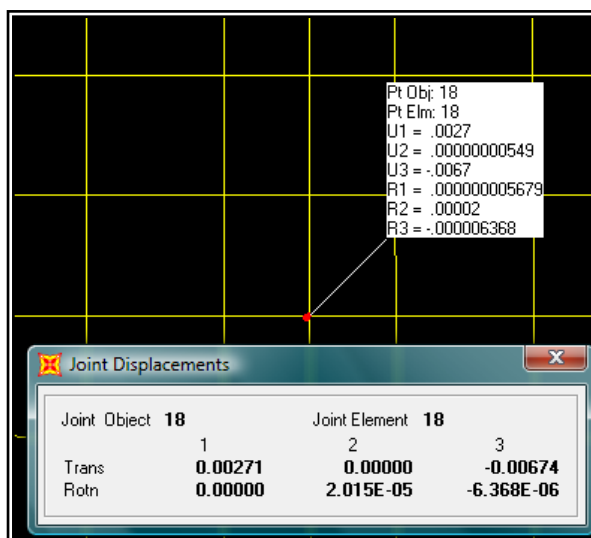 Pt Obj: 18
Pt Elm: 18
U1 = .0027
U2 = .00000000549
U3 = -.0067
R1 = .000000005679
R2 = .00002
R3 = -.000006368
Joint Displacements
Joint Object 18 Joint Element 18
1 2 3
Trans 0.00271 0.00000 -0.00674
Rotn 0.00000 2.015E-05 -6.368E-06